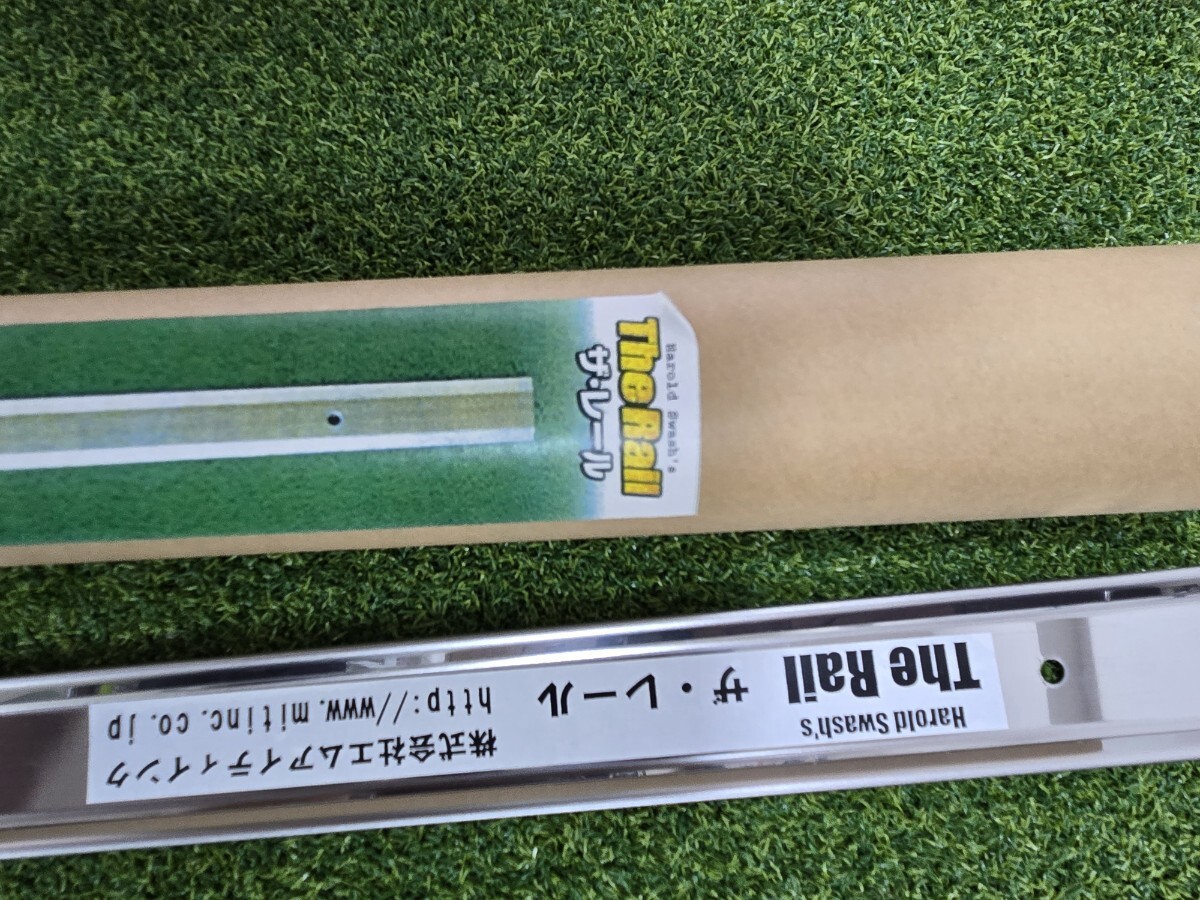 Harold Swash's
The Rail
ザ・レール
Harold Swash's
The Rail
ザ・レール
株式会社エムアイティインク
http://www.mitinc.co.jp